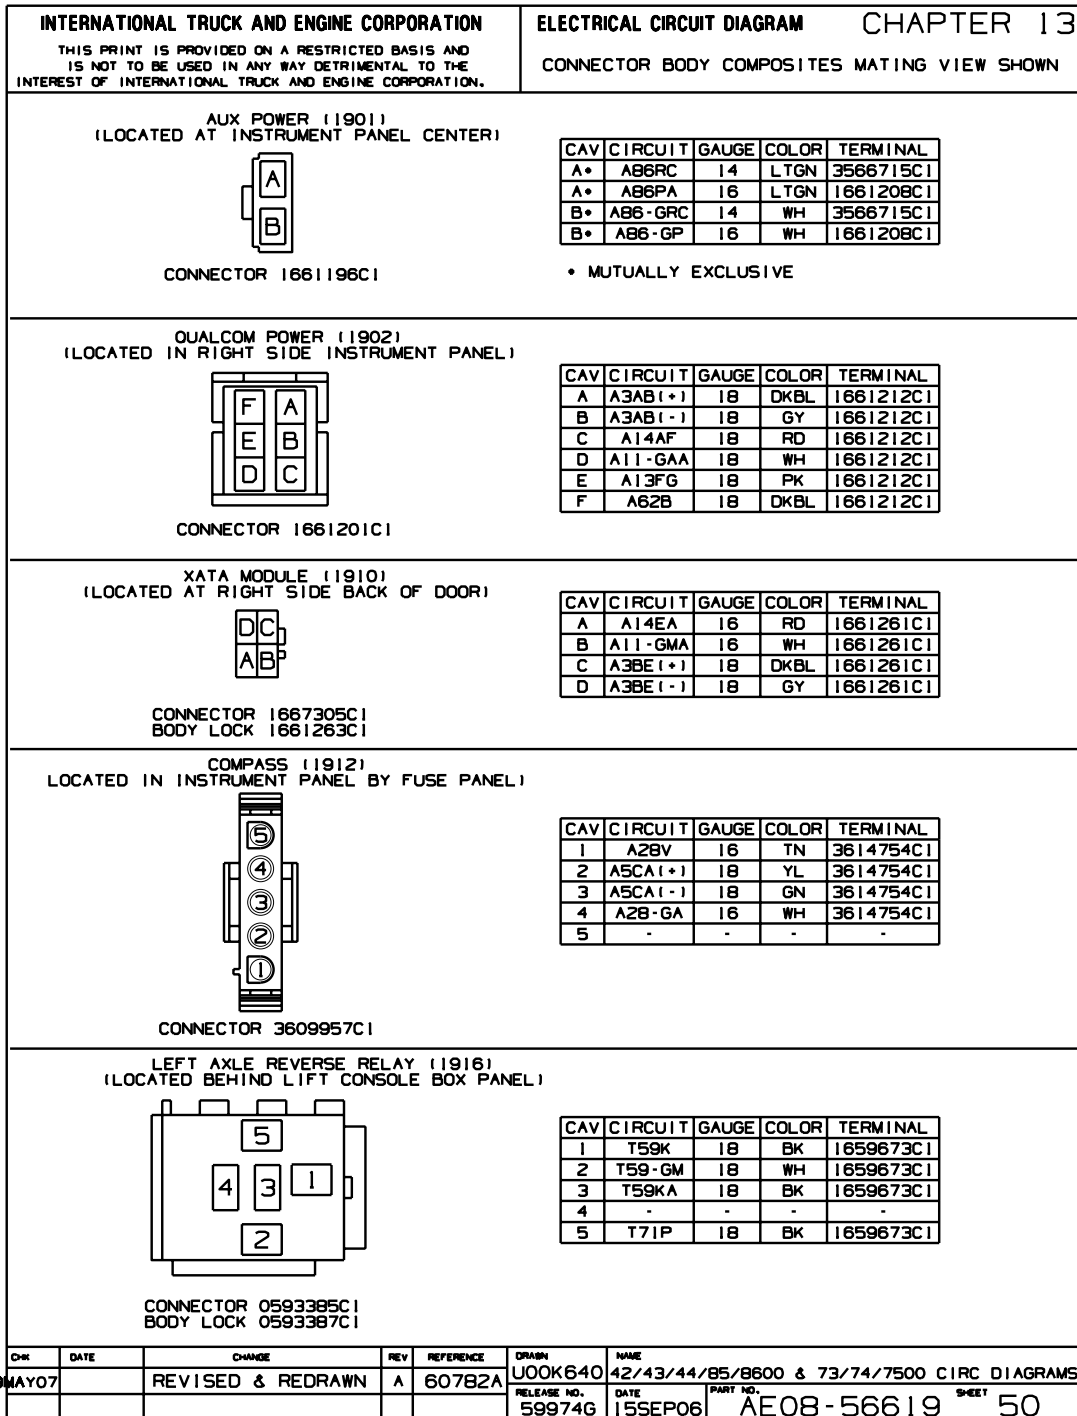 INTERNATIONAL TRUCK AND ENGINE CORPORATION
THIS PRINT IS PROVIDED ON A RESTRICTED BASIS AND
IS NOT TO BE USED IN ANY WAY DETRIMENTAL TO THE
INTEREST OF INTERNATIONAL TRUCK AND ENGINE CORPORATION.
ELECTRICAL CIRCUIT DIAGRAM CHAPTER 13
CONNECTOR BODY COMPOSITES MATING VIEW SHOWN
AUX POWER (1901)
(LOCATED AT INSTRUMENT PANEL CENTER)
A
B
CONNECTOR 1661196C1
CAV CIRCUIT GAUGE COLOR TERMINAL
A• A86RC 14 LTGN 3566715C1
A• A86PA 16 LTGN 1661208C1
B• A86-GRC 14 WH 3566715C1
B• A86-GP 16 WH 1661208C1
• MUTUALLY EXCLUSIVE
QUALCOM POWER (1902)
(LOCATED IN RIGHT SIDE INSTRUMENT PANEL)
F A
E B
D C
CONNECTOR 1661201C1
CAV CIRCUIT GAUGE COLOR TERMINAL
A A3AB(+) 18 DKBL 1661212C1
B A3AB(-) 18 GY 1661212C1
C A14AF 18 RD 1661212C1
D A11-GAA 18 WH 1661212C1
E A13FG 18 PK 1661212C1
F A62B 18 DKBL 1661212C1
XATA MODULE (1910)
(LOCATED AT RIGHT SIDE BACK OF DOOR)
D C
A B
CONNECTOR 1667305C1
BODY LOCK 1661263C1
CAV CIRCUIT GAUGE COLOR TERMINAL
A A14EA 16 RD 1661261C1
B A11-GMA 16 WH 1661261C1
C A3BE(+) 18 DKBL 1661261C1
D A3BE(-) 18 GY 1661261C1
COMPASS (1912)
LOCATED IN INSTRUMENT PANEL BY FUSE PANEL)
5
4
3
2
1
CONNECTOR 3609957C1
CAV CIRCUIT GAUGE COLOR TERMINAL
1 A28V 16 TN 3614754C1
2 A5CA(+) 18 YL 3614754C1
3 A5CA(-) 18 GN 3614754C1
4 A28-GA 16 WH 3614754C1
5 - - - -
LEFT AXLE REVERSE RELAY (1916)
(LOCATED BEHIND LIFT CONSOLE BOX PANEL)
5
4 3 1
2
CONNECTOR 0593385C1
BODY LOCK 0593387C1
CAV CIRCUIT GAUGE COLOR TERMINAL
1 T59K 18 BK 1659673C1
2 T59-GM 18 WH 1659673C1
3 T59KA 18 BK 1659673C1
4 - - - -
5 T71P 18 BK 1659673C1
CHK DATE CHANGE REV REFERENCE DRAWN NAME
MAY07 REVISED & REDRAWN A 60782A U00K640 42/43/44/85/8600 & 73/74/7500 CIRC DIAGRAMS
RELEASE NO. DATE PART NO. SHEET
59974G 15SEP06 AE08-56619 50